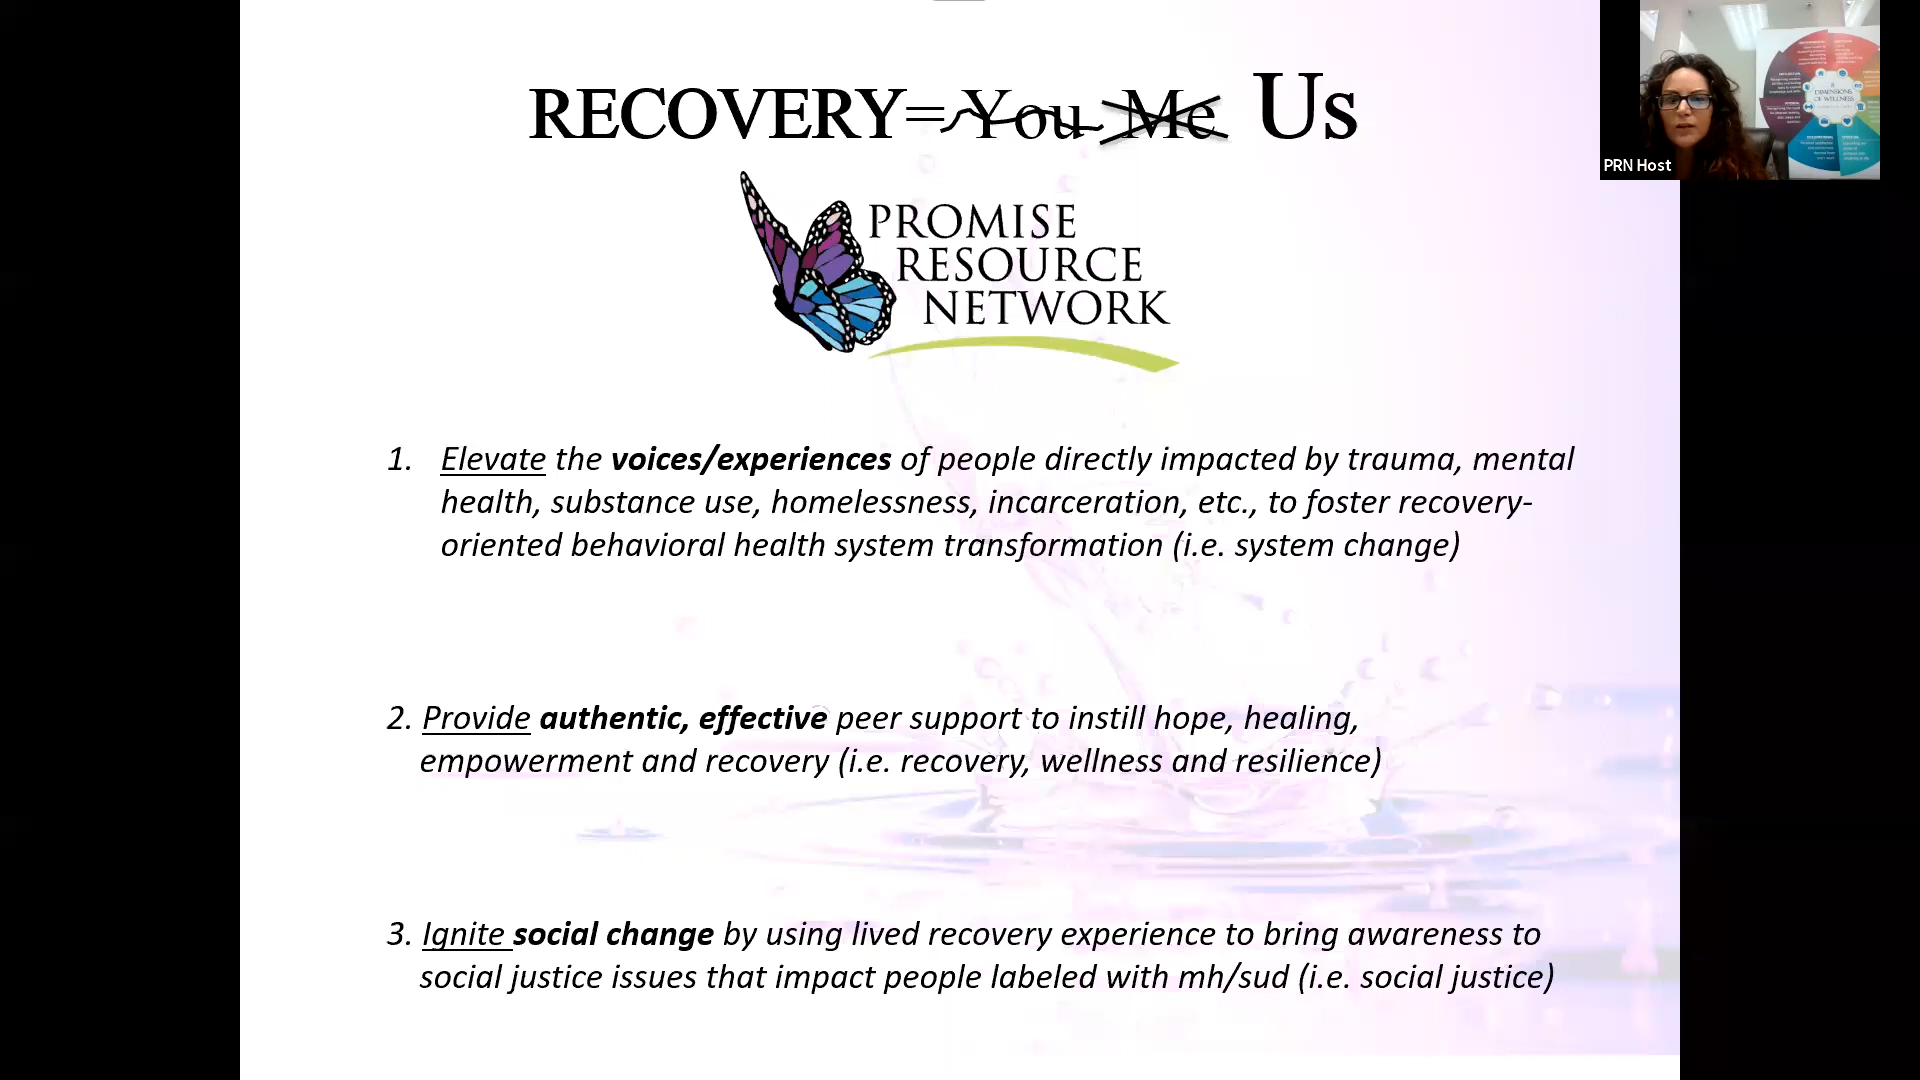 RECOVERY= You Me Us
PROMISE
RESOURCE
NETWORK
1. Elevate the voices/experiences of people directly impacted by trauma, mental
health, substance use, homelessness, incarceration, etc., to foster recovery-
oriented behavioral health system transformation (i.e. system change)
2. Provide authentic, effective peer support to instill hope, healing,
empowerment and recovery (i.e. recovery, wellness and resilience)
3. Ignite social change by using lived recovery experience to bring awareness to
social justice issues that impact people labeled with mh/sud (i.e. social justice)
DIMENSIONS
OF WELLNESS
PRN Host